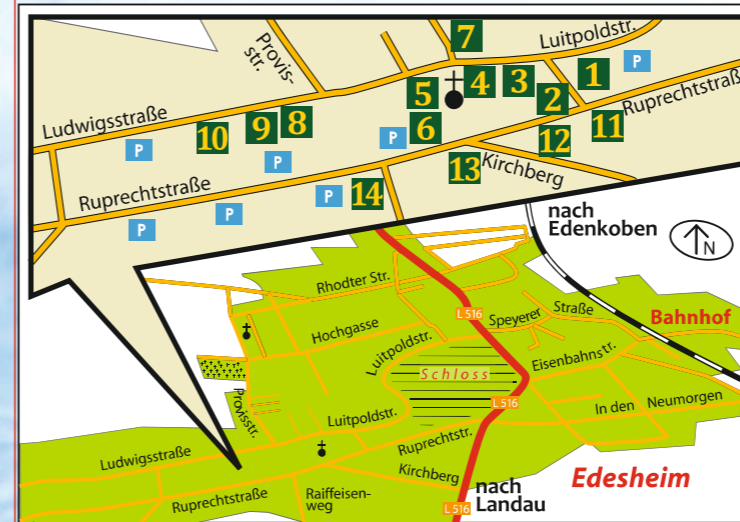 7
Luitpoldstr.
Provis-
str.
P
1
4
3
5
2
Ruprechtstraß
Ludwigsstraße
10
9
8
6
P
12
11
P
P
13
Kirchberg
Ruprechtstraße
14
P
P
P
nach
Edenkoben
N
Rhodter Str.
L 516
Speyerer
Straße
Bahnhof
Hochgasse
Luitpoldstr.
Eisenbahnstr.
Schloss
Provisstr.
L 516
In den
Neumorgen
Luitpoldstr.
Ruprechtstr.
Ludwigsstraße
Kirchberg
Edesheim
Ruprechtstraße
Raiffeisen-
weg
nach
Landau
L 516